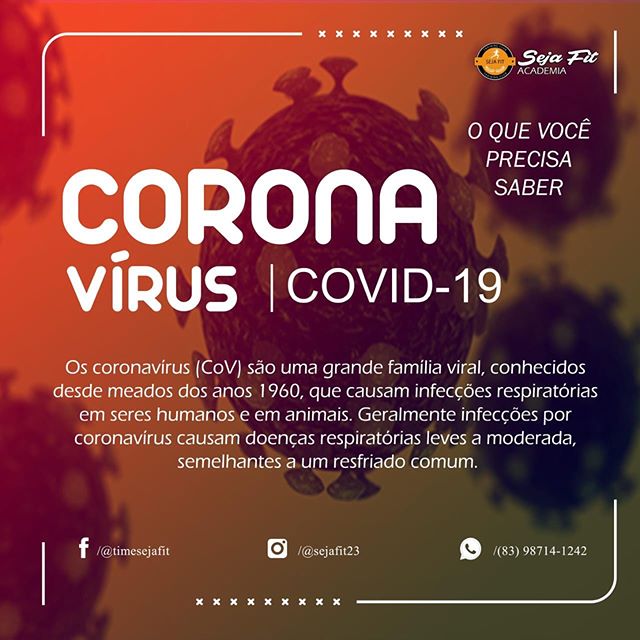 SEJA FIT
Seja Fit
ACADEMIA
O QUE VOCÊ
PRECISA
SABER
CORONA
VÍRUS | COVID-19
Os coronavírus (CoV) são uma grande família viral, conhecidos
desde meados dos anos 1960, que causam infecções respiratórias
em seres humanos e em animais. Geralmente infecções por
coronavírus causam doenças respiratórias leves a moderada,
semelhantes a um resfriado comum.
/@timesejafit
/@sejafit23
/(83) 98714-1242